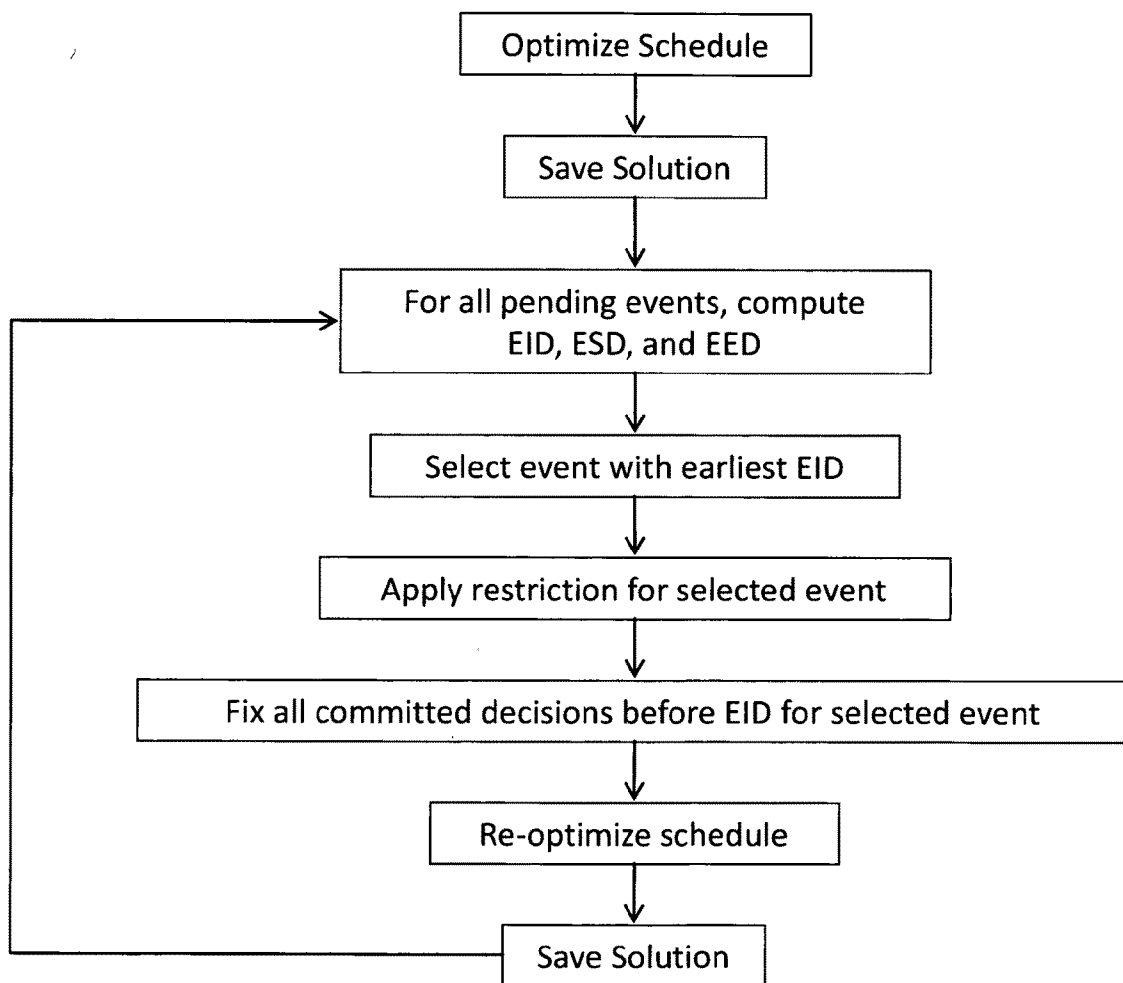 Optimize Schedule
Save Solution
For all pending events, compute
EID, ESD, and EED
Select event with earliest EID
Apply restriction for selected event
Fix all committed decisions before EID for selected event
Re-optimize schedule
Save Solution